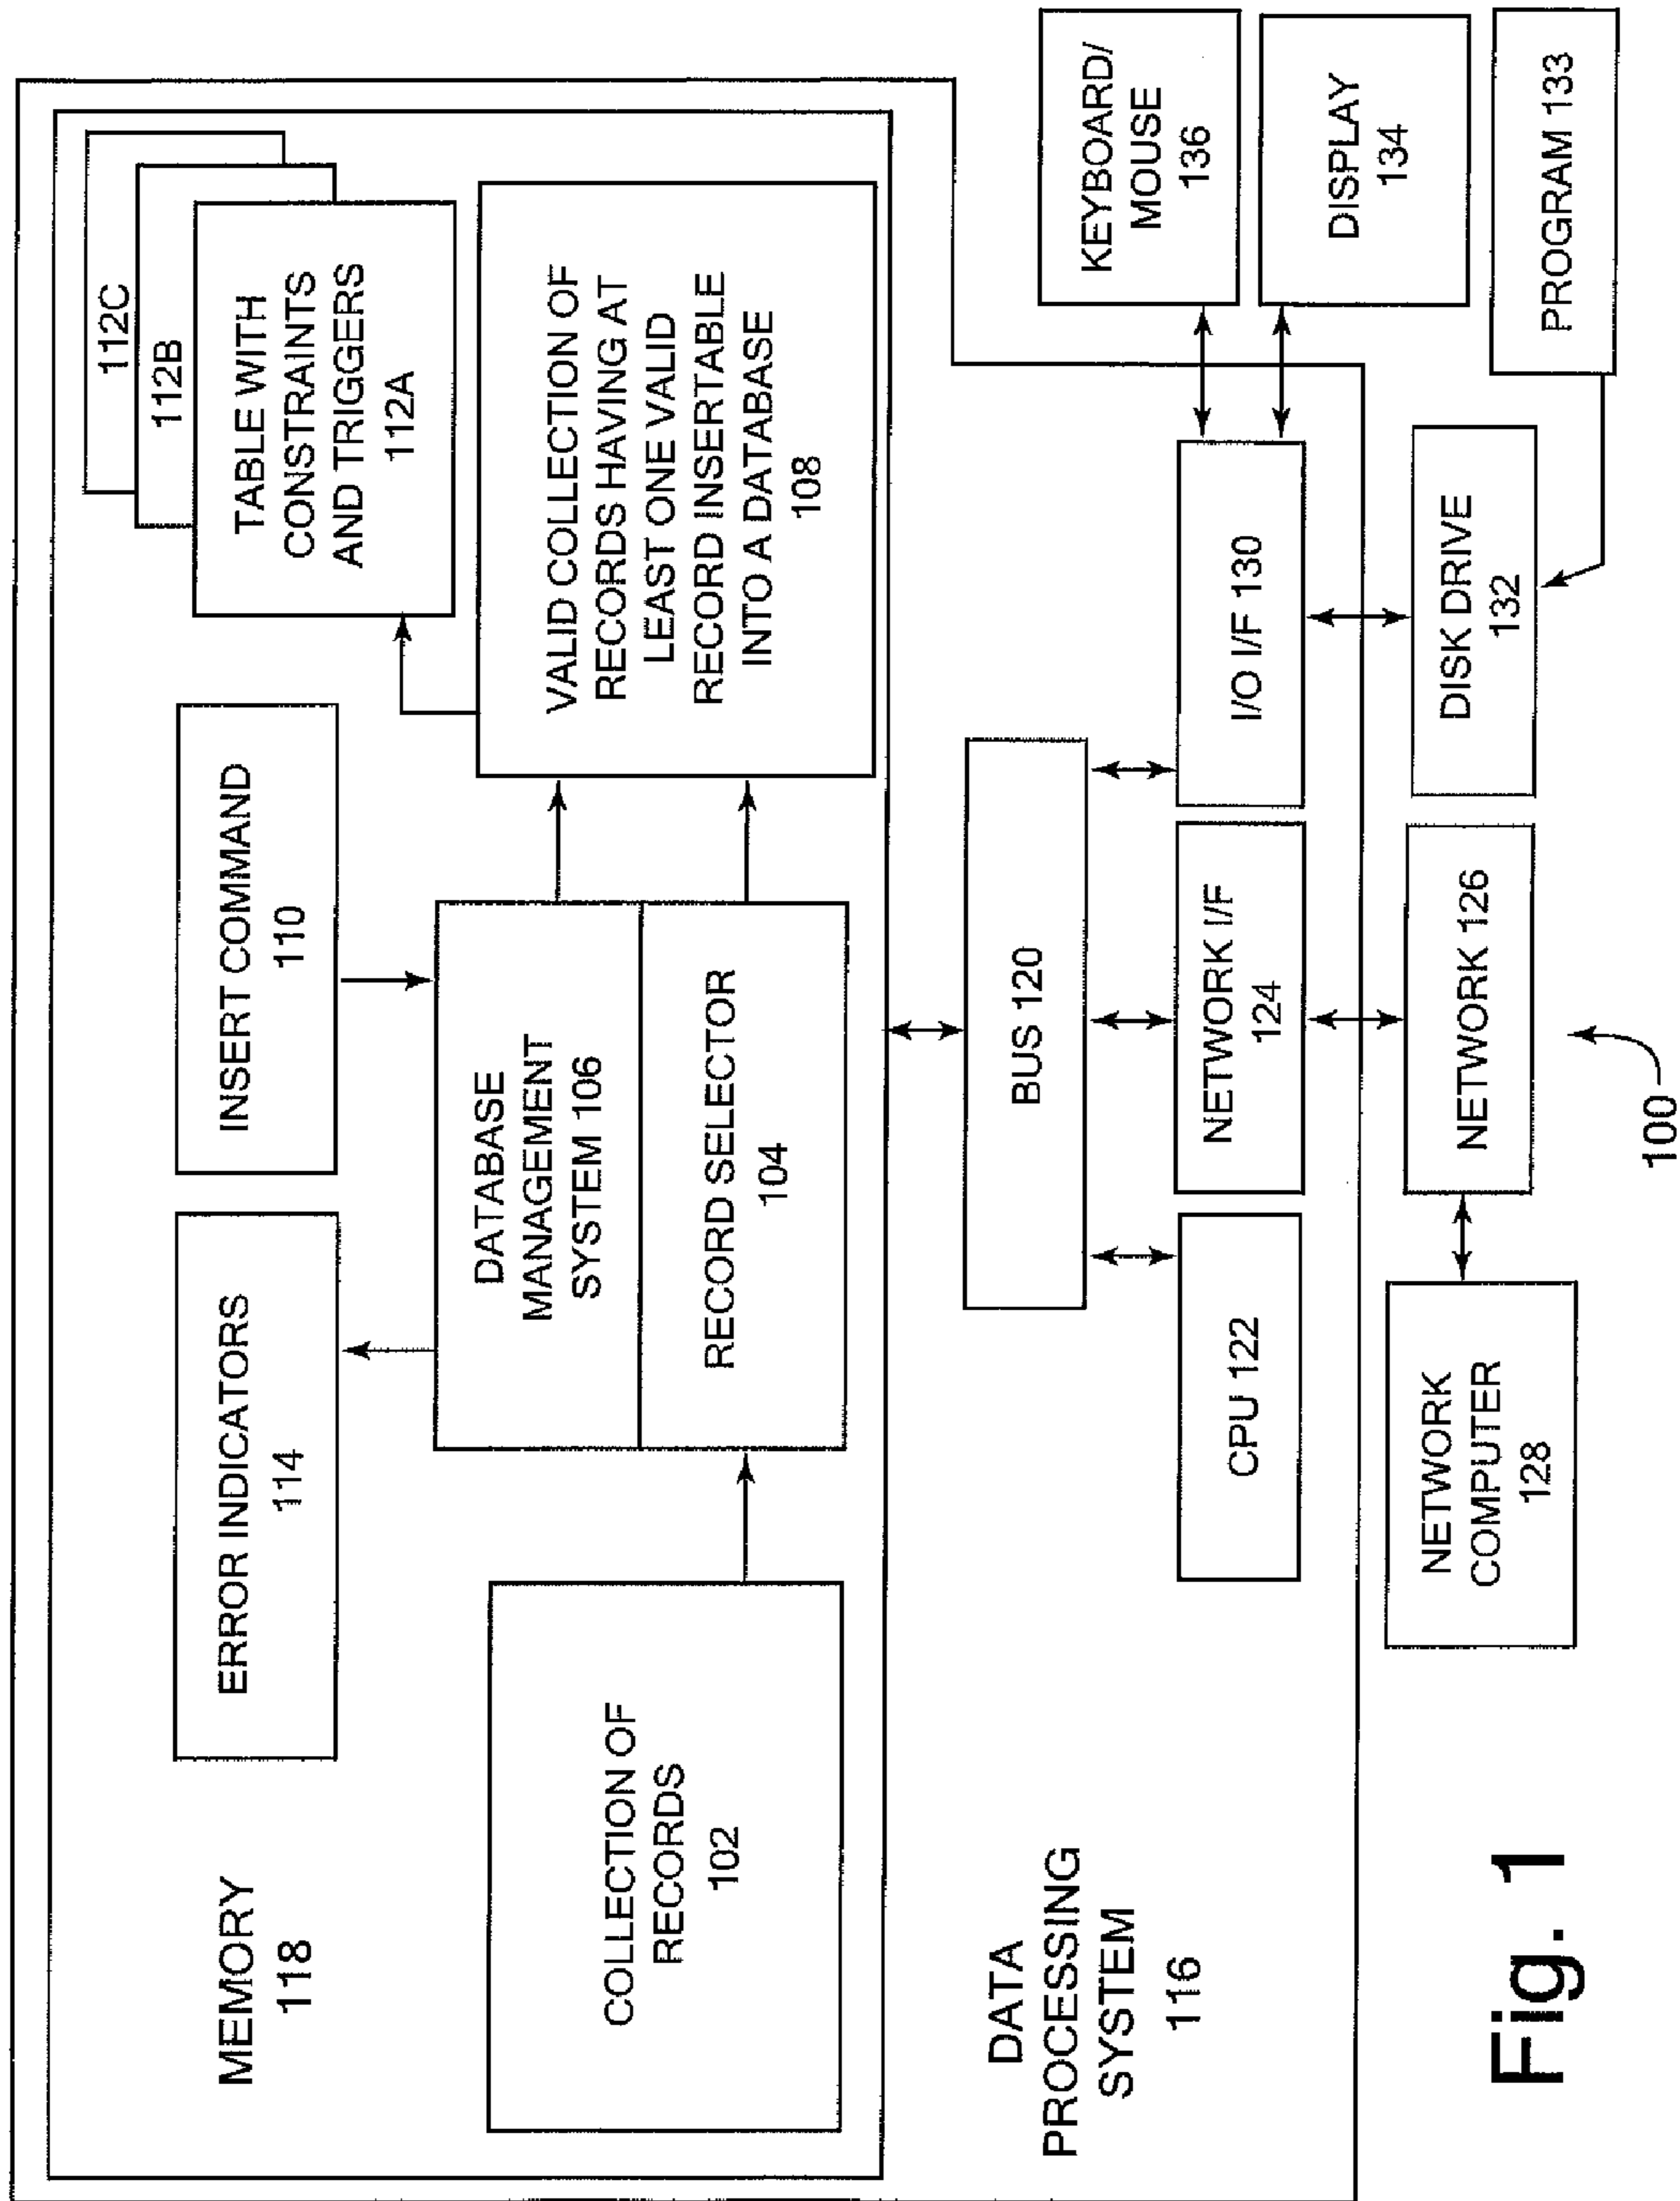 MEMORY
118
ERROR INDICATORS
114
INSERT COMMAND
110
112C
112B
TABLE WITH
CONSTRAINTS
AND TRIGGERS
112A
COLLECTION OF
RECORDS
102
DATABASE
MANAGEMENT
SYSTEM 106
RECORD SELECTOR
104
VALID COLLECTION OF
RECORDS HAVING AT
LEAST ONE VALID
RECORD INSERTABLE
INTO A DATABASE
108
DATA
PROCESSING
SYSTEM
116
BUS 120
CPU 122
NETWORK I/F
124
I/O I/F 130
KEYBOARD/
MOUSE
136
DISPLAY
134
NETWORK
COMPUTER
128
NETWORK 126
DISK DRIVE
132
PROGRAM 133
100
Fig. 1